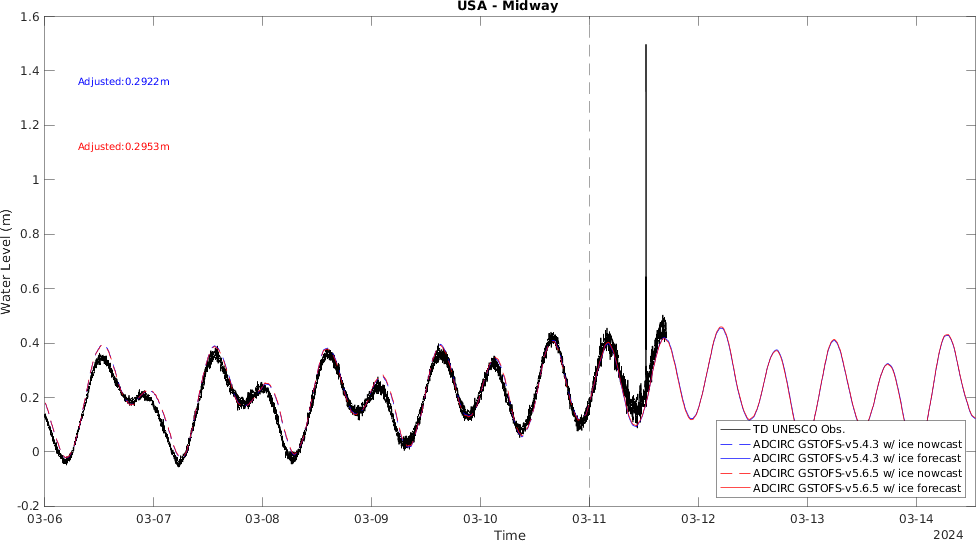 USA - Midway
1.6
1.4
1.2
1
0.8
0.6
0.4
0.2
0
-0.2
Water Level (m)
Adjusted:0.2922m
Adjusted:0.2953m
TD UNESCO Obs.
ADCIRC GSTOFS-v5.4.3 w/ ice nowcast
ADCIRC GSTOFS-v5.4.3 w/ ice forecast
ADCIRC GSTOFS-v5.6.5 w/ ice nowcast
ADCIRC GSTOFS-v5.6.5 w/ ice forecast
03-06 03-07 03-08 03-09 03-10 03-11 03-12 03-13 03-14
Time
2024